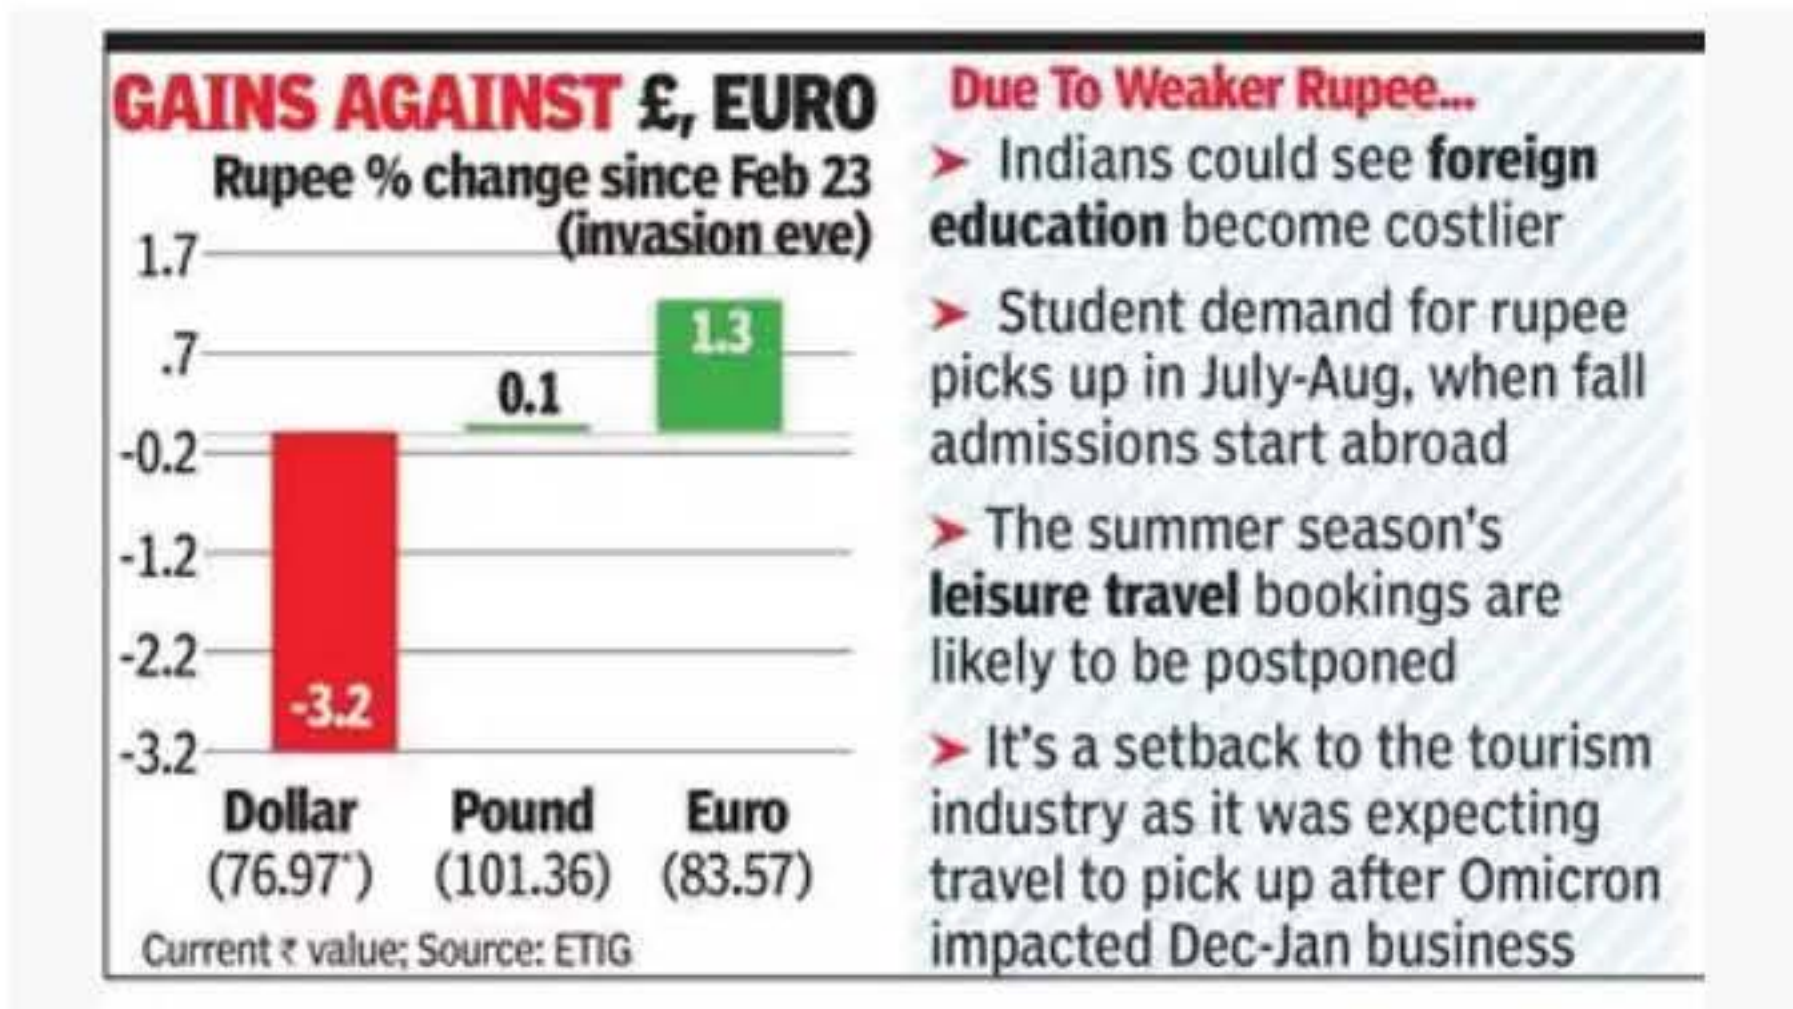 GAINS AGAINST £, EURO
Rupee % change since Feb 23
(invasion eve)
1.7
.7
-0.2
-1.2
-2.2
-3.2
-3.2
0.1
1.3
Dollar Pound Euro
(76.97*) (101.36) (83.57)
Current ₹ value; Source: ETIG
Due To Weaker Rupee...
➤ Indians could see foreign
education become costlier
➤ Student demand for rupee
picks up in July-Aug, when fall
admissions start abroad
➤ The summer season's
leisure travel bookings are
likely to be postponed
➤ It's a setback to the tourism
industry as it was expecting
travel to pick up after Omicron
impacted Dec-Jan business